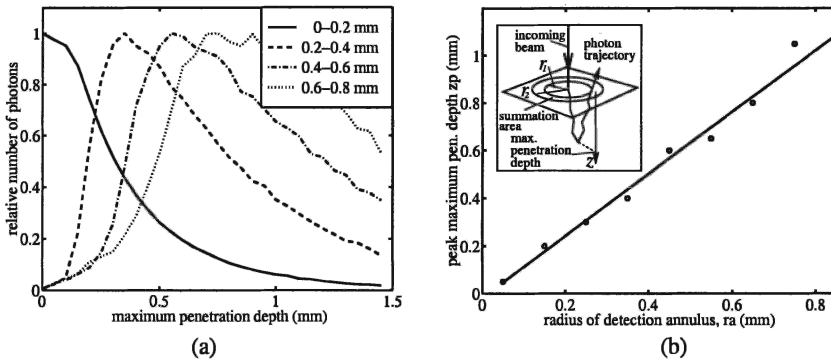 relative number of photons
1
0.8
0.6
0.4
0.2
0
0 0.5 1 1.5
maximum penetration depth (mm)
0–0.2 mm
0.2–0.4 mm
0.4–0.6 mm
0.6–0.8 mm
(a)
peak maximum pen. depth zp (mm)
1
0.8
0.6
0.4
0.2
0
0 0.2 0.4 0.6 0.8
radius of detection annulus, ra (mm)
incoming
beam
photon
trajectory
r1
r2
summation
area
max.
penetration
depth
Z
(b)